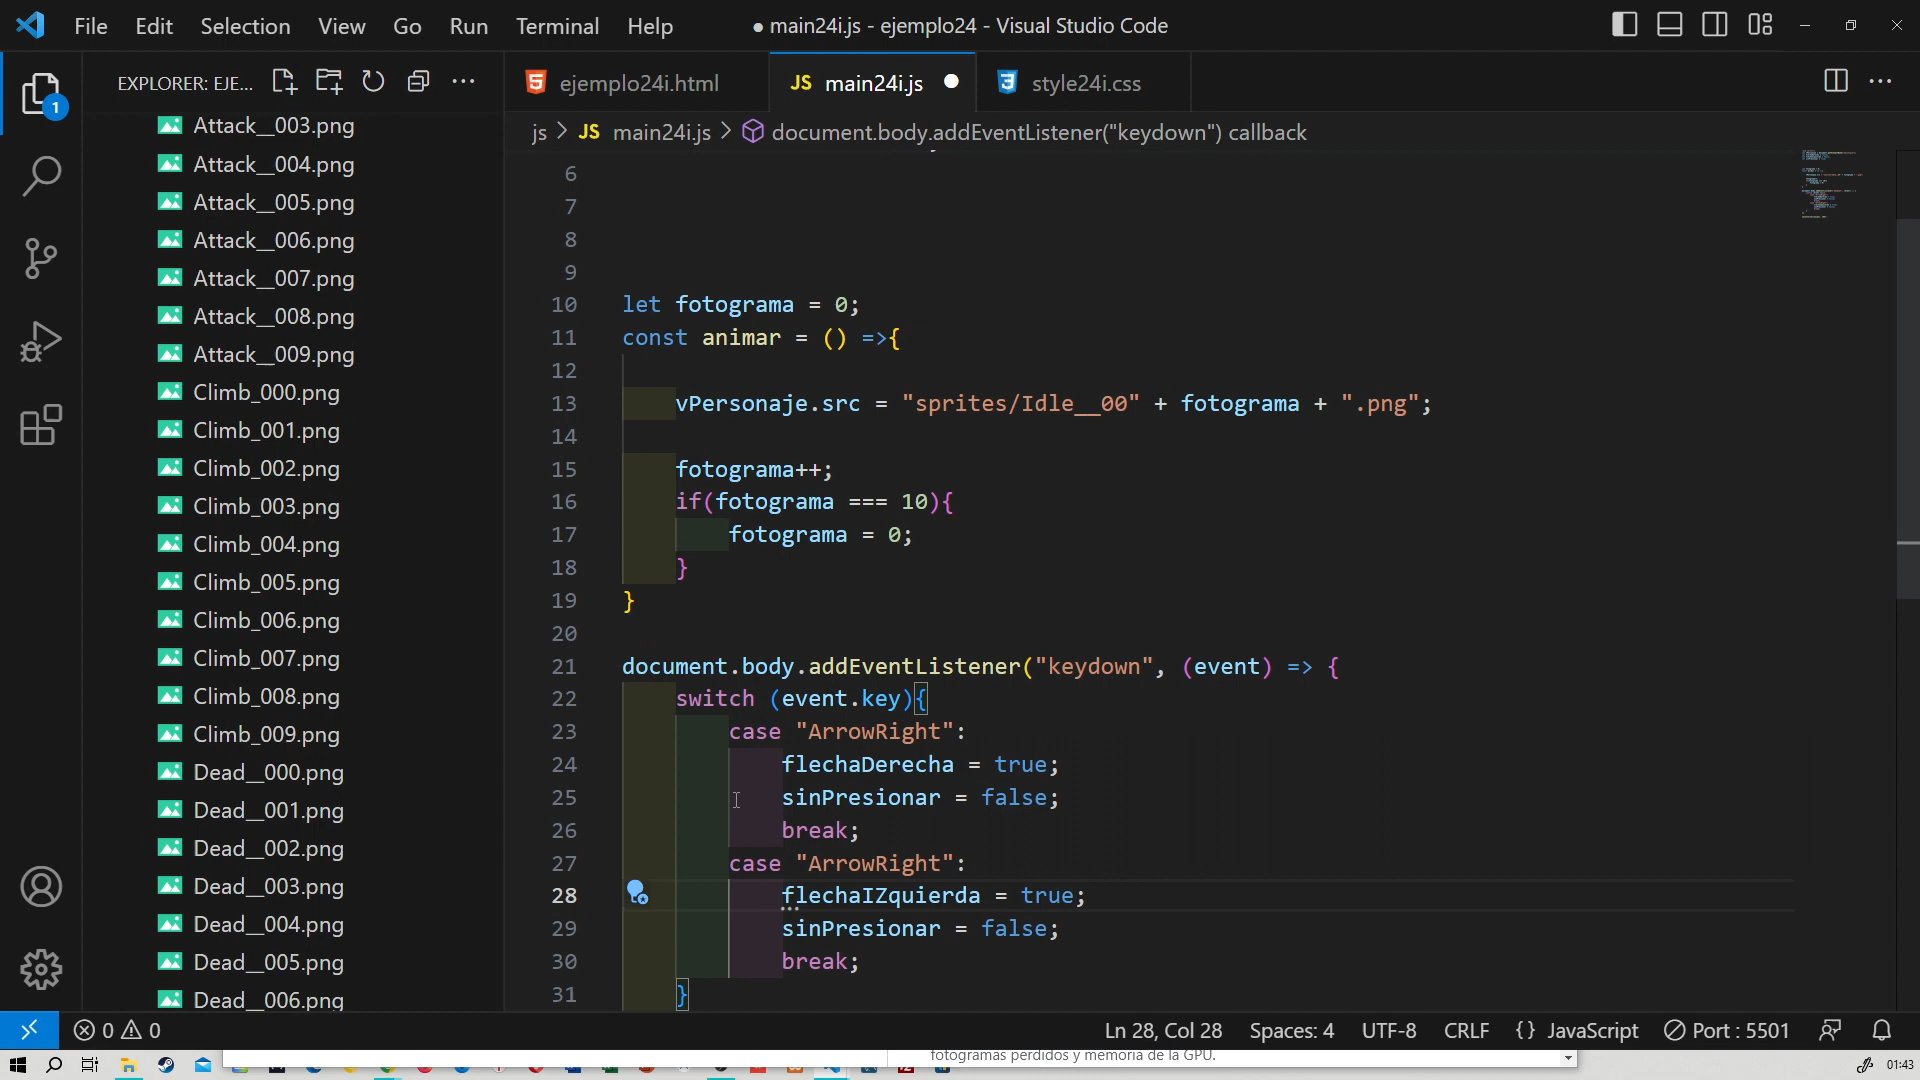 File Edit Selection View Go Run Terminal Help ● main24i.js - ejemplo24 - Visual Studio Code
EXPLORER: EJE...
ejemplo24i.html JS main24i.js style24i.css
js > JS main24i.js > document.body.addEventListener("keydown") callback
1
Attack__003.png
Attack__004.png
Attack__005.png
Attack__006.png
Attack__007.png
Attack__008.png
Attack__009.png
Climb_000.png
Climb_001.png
Climb_002.png
Climb_003.png
Climb_004.png
Climb_005.png
Climb_006.png
Climb_007.png
Climb_008.png
Climb_009.png
Dead__000.png
Dead__001.png
Dead__002.png
Dead__003.png
Dead__004.png
Dead__005.png
Dead__006.png
6
7
8
9
10 let fotograma = 0;
11 const animar = () =>{
12
13 vPersonaje.src = "sprites/Idle__00" + fotograma + ".png";
14
15 fotograma++;
16 if(fotograma === 10){
17 fotograma = 0;
18 }
19 }
20
21 document.body.addEventListener("keydown", (event) => {
22 switch (event.key){
23 case "ArrowRight":
24 flechaDerecha = true;
25 sinPresionar = false;
26 break;
27 case "ArrowRight":
28 flechaIZquierda = true;
29 sinPresionar = false;
30 break;
31 }
0 0 Ln 28, Col 28 Spaces: 4 UTF-8 CRLF {} JavaScript Port : 5501
fotogramas perdidos y memoria de la GPU.
01:43